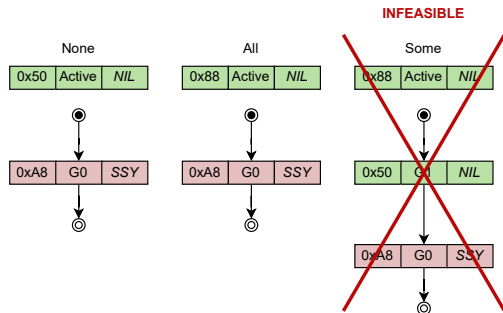 INFEASIBLE
None
All
Some
0x50 Active NIL
0x88 Active NIL
0x88 Active NIL
0xA8 G0 SSY
0xA8 G0 SSY
0x50 NIL
0xA8 G0 SSY